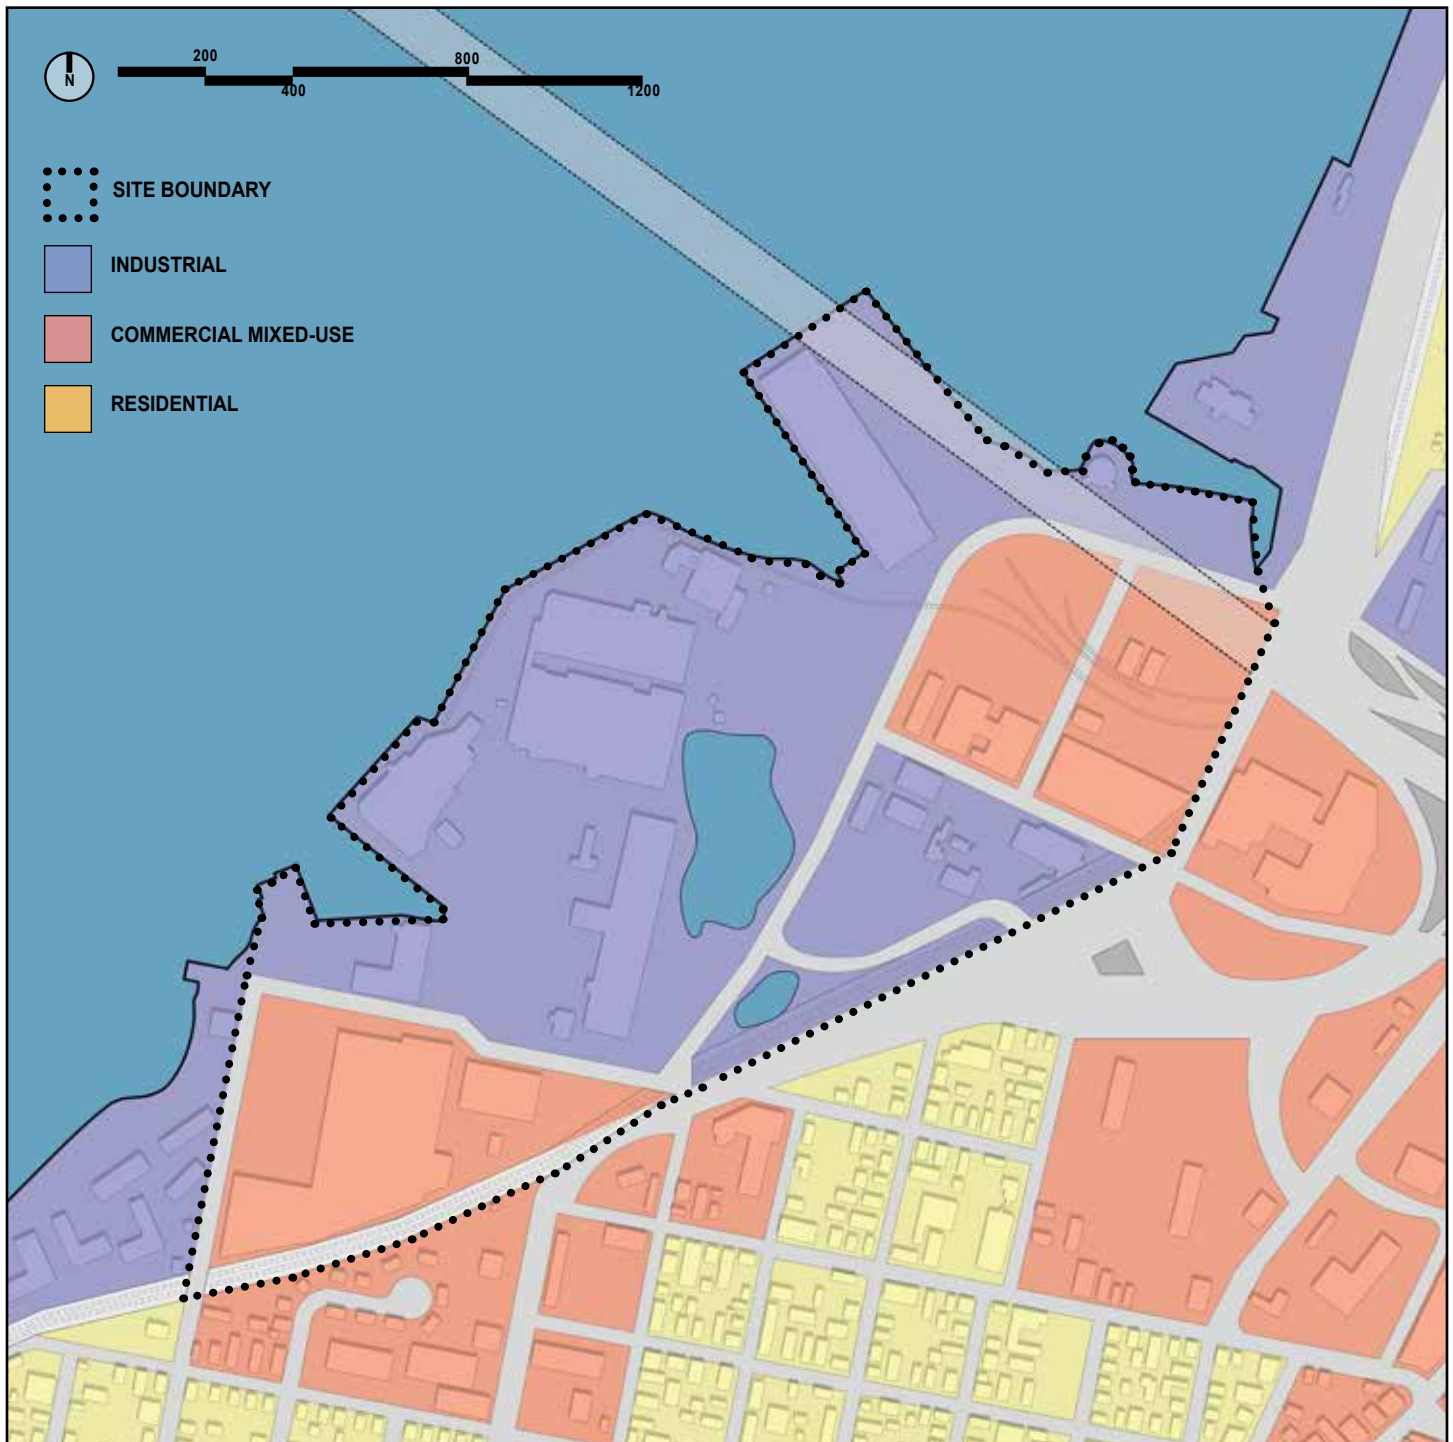 200
800
N
400
1200
SITE BOUNDARY
INDUSTRIAL
COMMERCIAL MIXED-USE
RESIDENTIAL